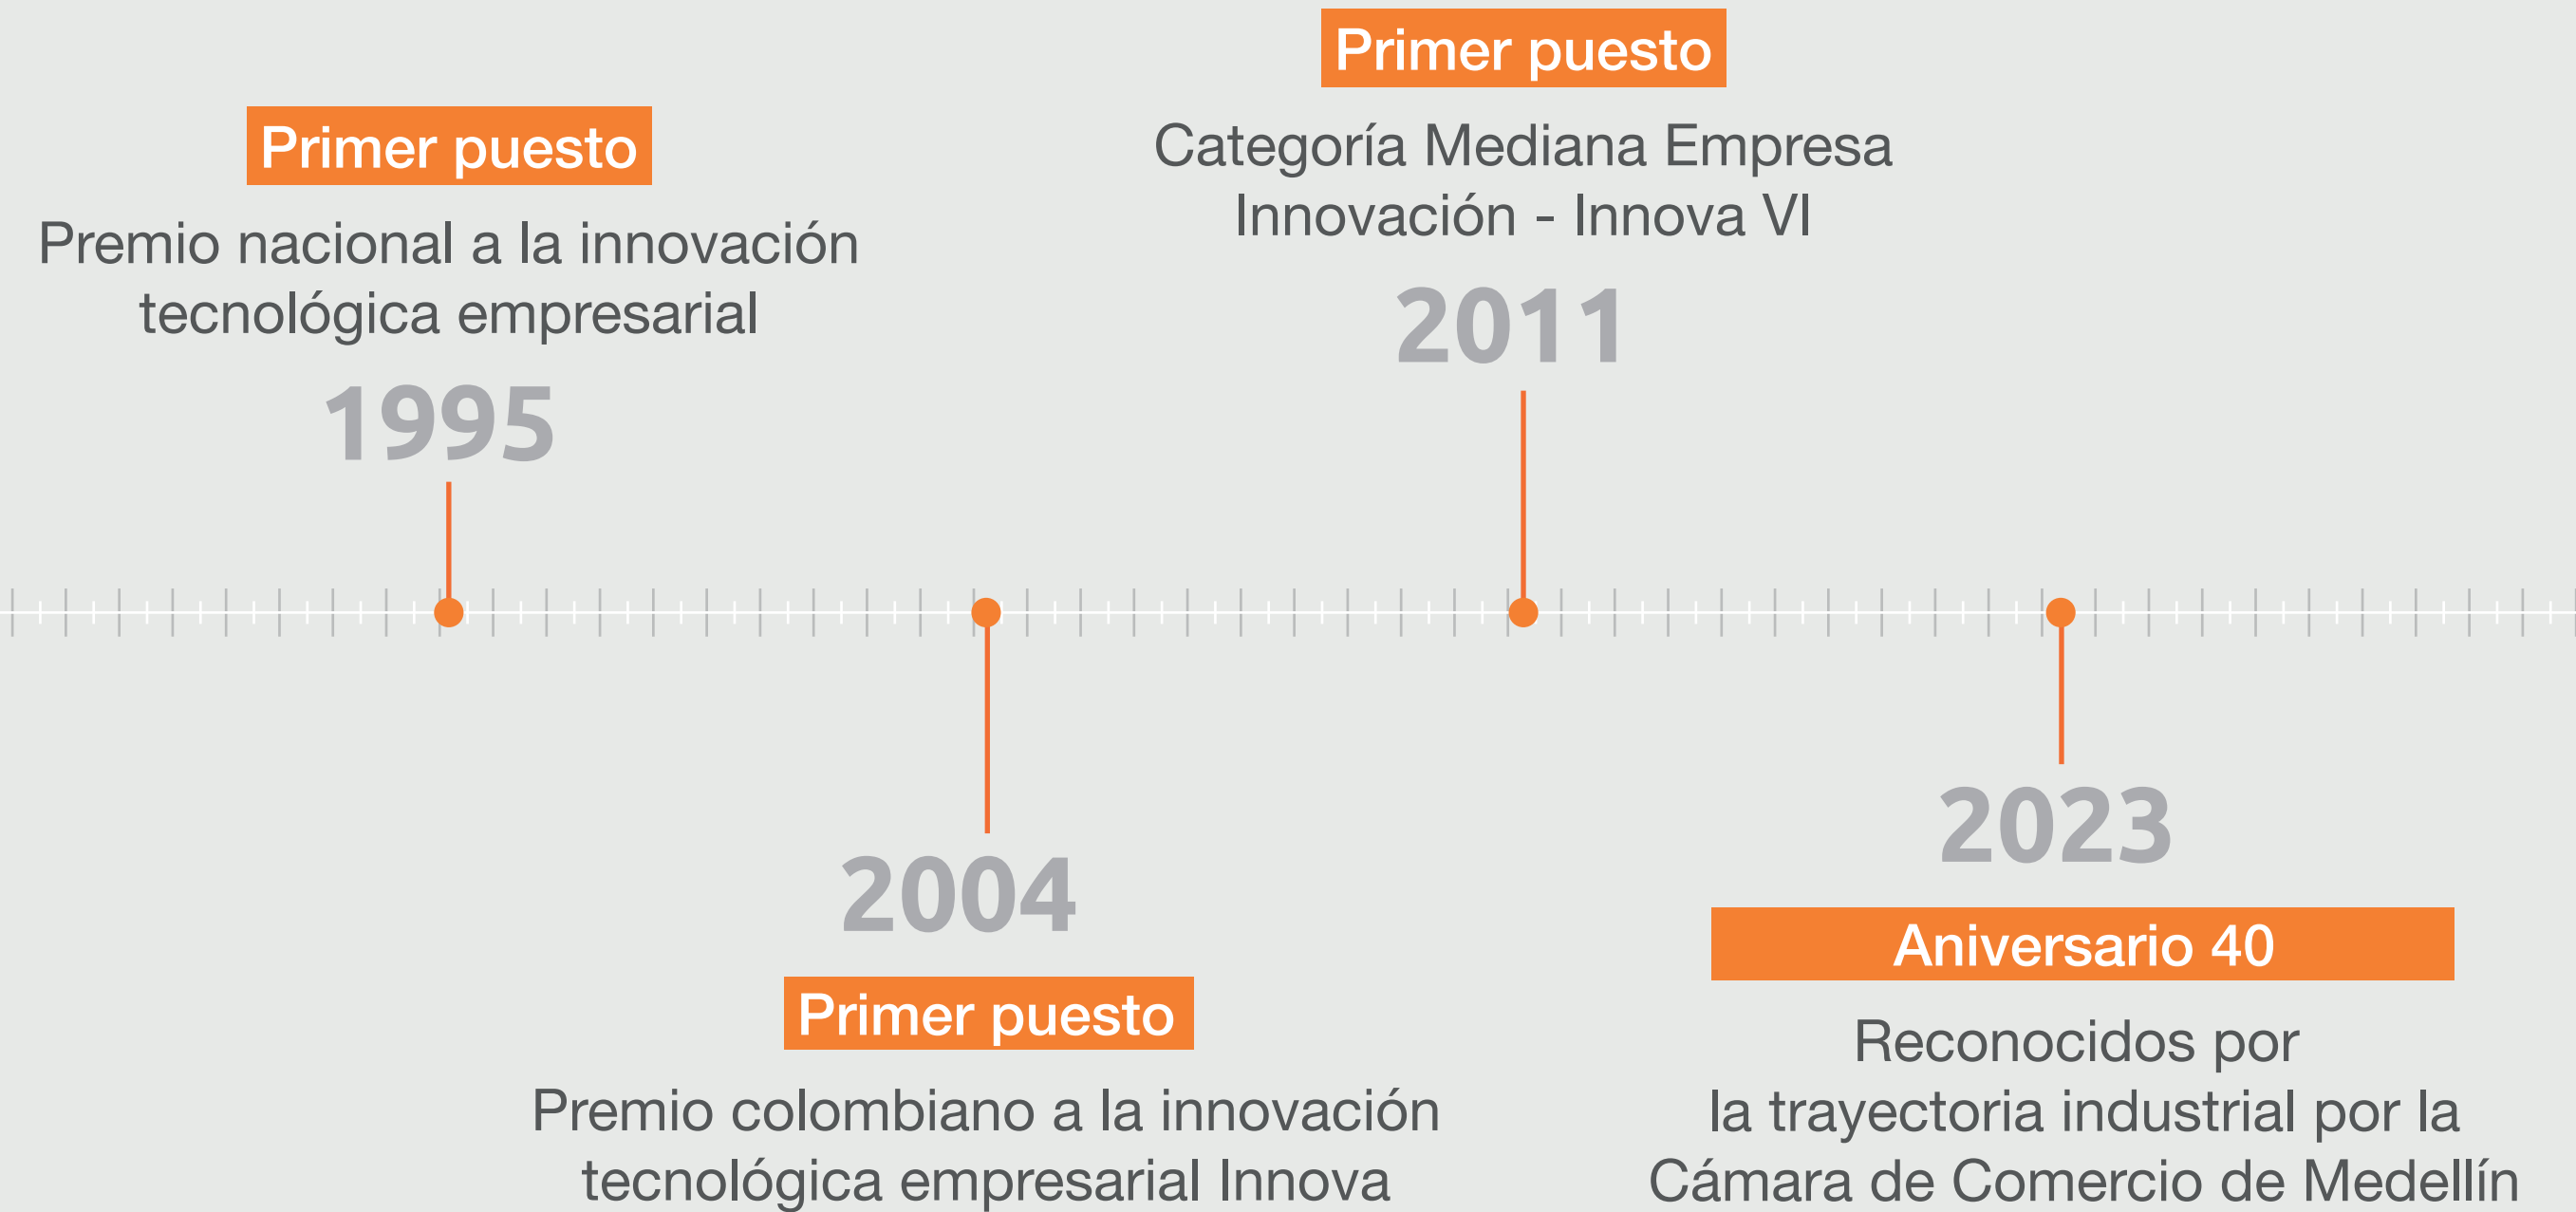 Primer puesto
Premio nacional a la innovación
tecnológica empresarial
1995
2004
Primer puesto
Premio colombiano a la innovación
tecnológica empresarial Innova
Primer puesto
Categoría Mediana Empresa
Innovación - Innova VI
2011
2023
Aniversario 40
Reconocidos por
la trayectoria industrial por la
Cámara de Comercio de Medellín